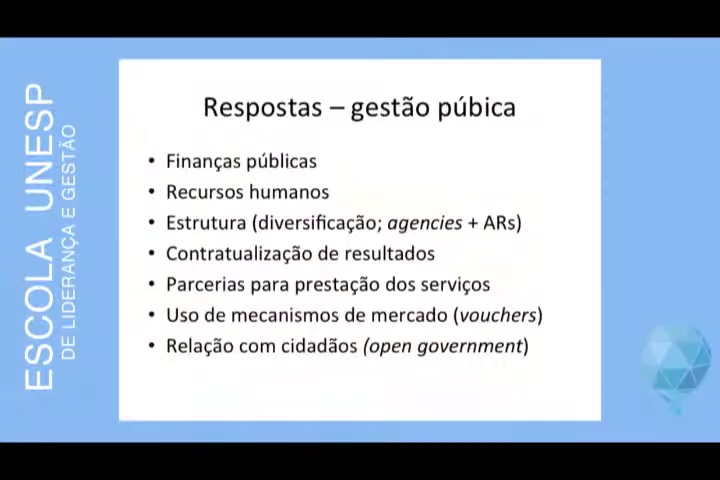 ESCOLA UNESP
DE LIDERANÇA E GESTÃO
Respostas – gestão púbica
• Finanças públicas
• Recursos humanos
• Estrutura (diversificação; agencies + ARs)
• Contratualização de resultados
• Parcerias para prestação dos serviços
• Uso de mecanismos de mercado (vouchers)
• Relação com cidadãos (open government)